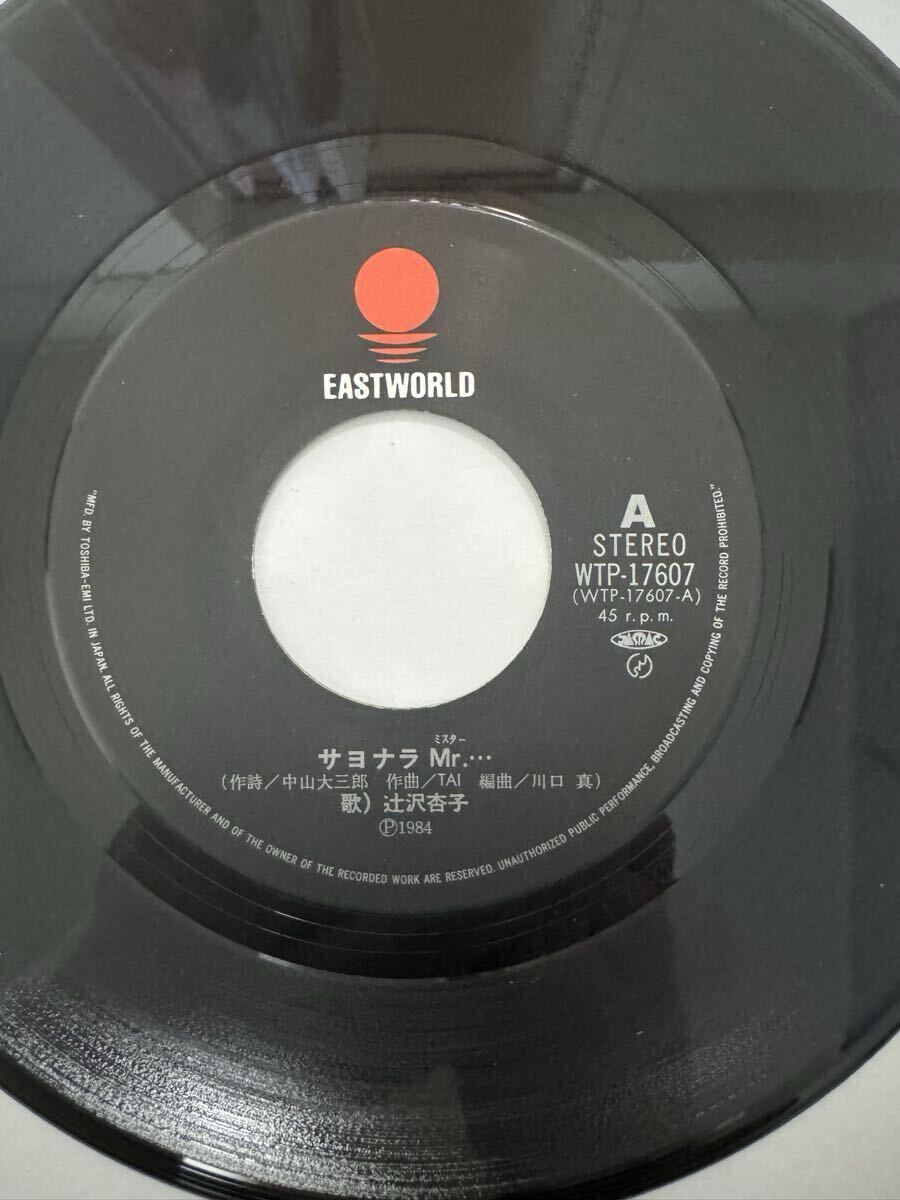 EASTWORLD
A
STEREO
WTP-17607
(WTP-17607-A)
45 r.p.m.
JASRAC
ミスター
サヨナラ Mr.…
(作詩/中山大三郎 作曲/TAI 編曲/川口 真)
歌) 辻沢杏子
Ⓟ1984
"MFD. BY TOSHIBA-EMI LTD. IN JAPAN. ALL RIGHTS OF THE MANUFACTURER AND OF THE OWNER OF THE RECORDED WORK ARE RESERVED. UNAUTHORIZED PUBLIC PERFORMANCE, BROADCASTING AND COPYING OF THE RECORD PROHIBITED."